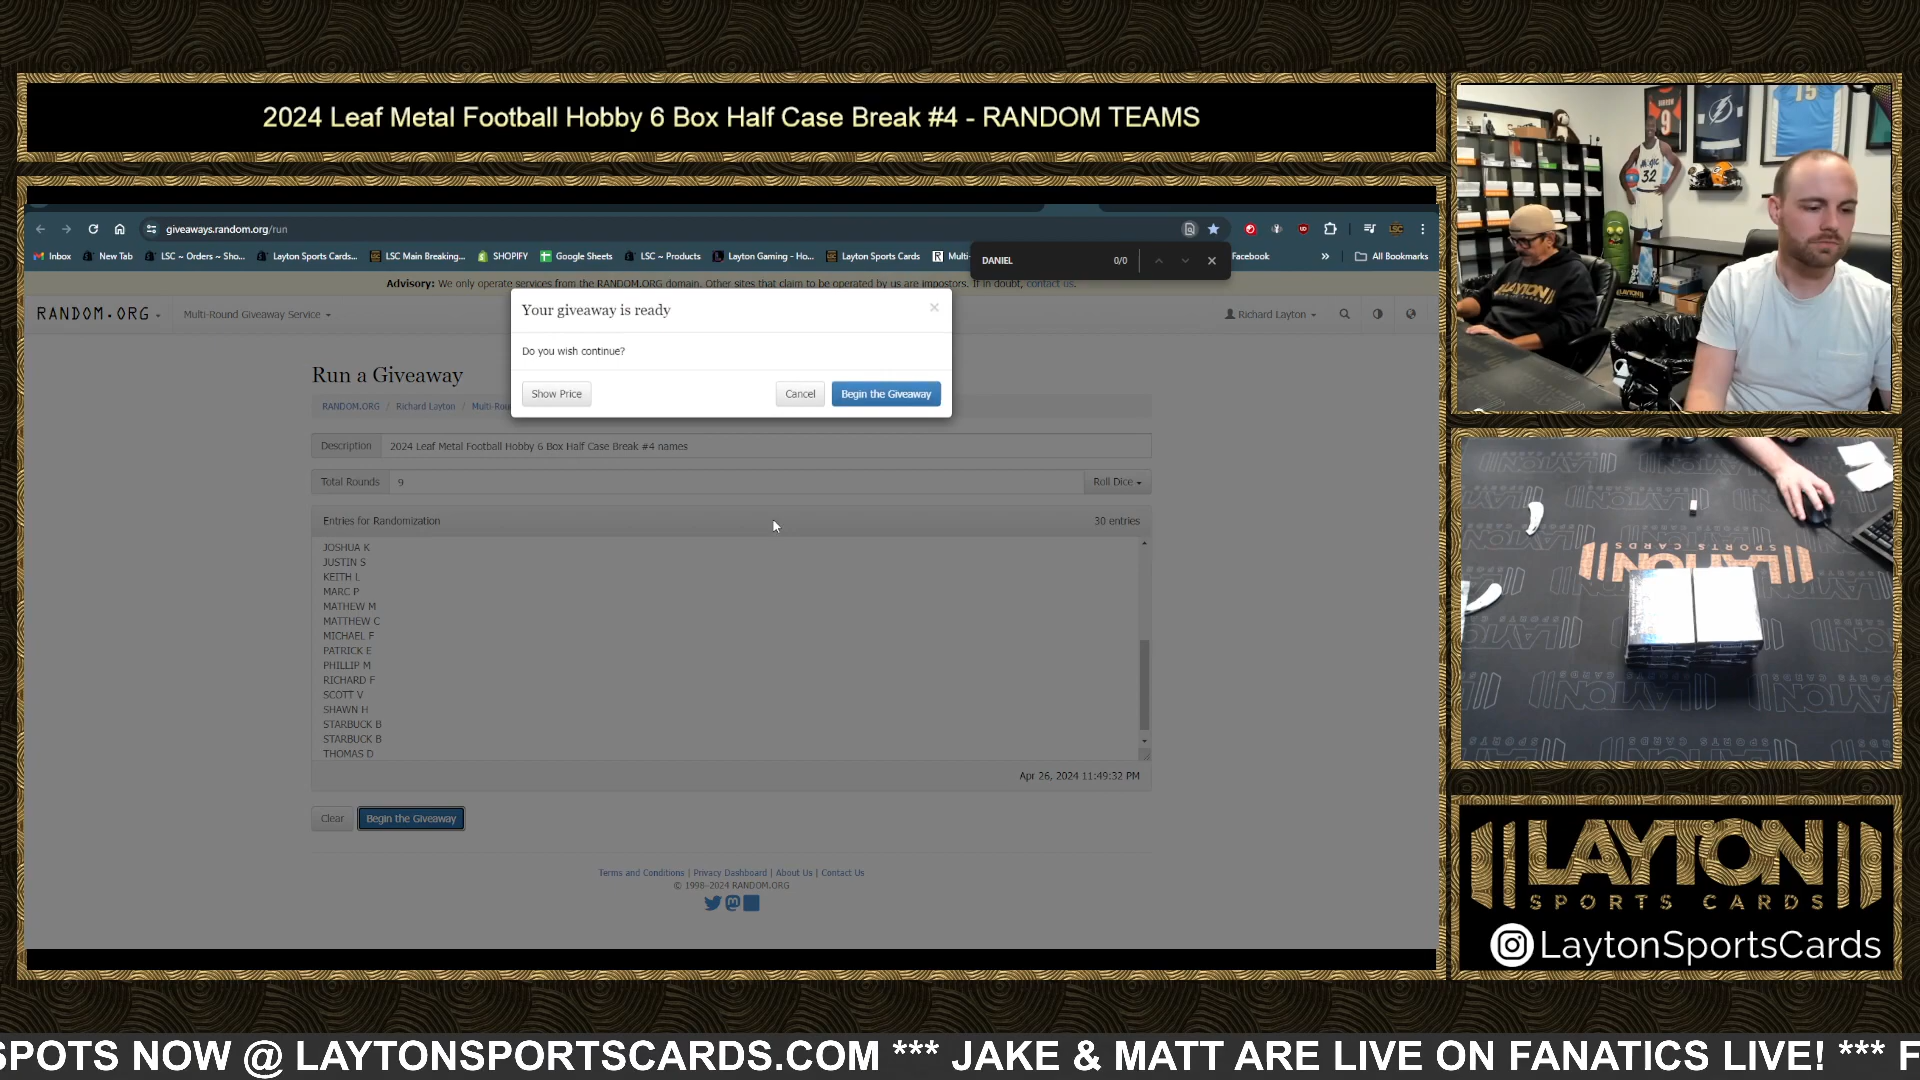 2024 Leaf Metal Football Hobby 6 Box Half Case Break #4 - RANDOM TEAMS
giveaways.random.org/run
Inbox
New Tab
LSC ~ Orders ~ Sho...
Layton Sports Cards...
LSC Main Breaking...
SHOPIFY
Google Sheets
LSC ~ Products
Layton Gaming - Ho...
Layton Sports Cards
Multi-
Facebook
»
All Bookmarks
DANIEL
0/0
Advisory: We only operate services from the RANDOM.ORG domain. Other sites that claim to be operated by us are impostors. If in doubt, contact us.
RANDOM.ORG
Multi-Round Giveaway Service
Richard Layton
Your giveaway is ready
Do you wish continue?
Show Price
Cancel
Begin the Giveaway
Run a Giveaway
RANDOM.ORG / Richard Layton /
Description
2024 Leaf Metal Football Hobby 6 Box Half Case Break #4 names
Total Rounds
9
Roll Dice
Entries for Randomization
30 entries
JOSHUA K
JUSTIN S
KEITH L
MARC P
MATHEW M
MATTHEW C
MICHAEL F
PATRICK E
PHILLIP M
RICHARD F
SCOTT V
SHAWN H
STARBUCK B
STARBUCK B
THOMAS D
Apr 26, 2024 11:49:32 PM
Clear
Begin the Giveaway
Terms and Conditions | Privacy Dashboard | About Us | Contact Us
© 1998-2024 RANDOM.ORG
9
MAGIC
32
15
LAYTON
LAYTON
SPORTS CARDS
LAYTON
SPORTS CARDS
LaytonSportsCards
SPOTS NOW @ LAYTONSPORTSCARDS.COM *** JAKE & MATT ARE LIVE ON FANATICS LIVE! *** F